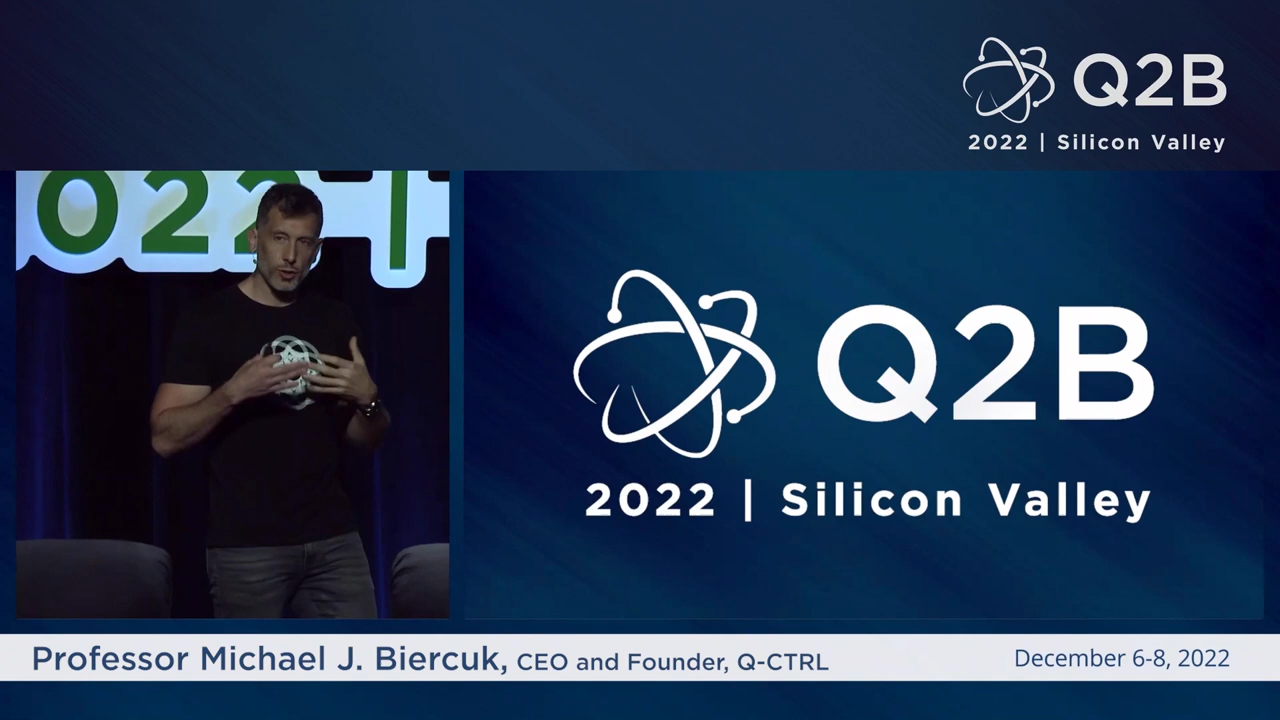 Q2B
2022 | Silicon Valley
022 |
Q2B
2022 | Silicon Valley
Professor Michael J. Biercuk, CEO and Founder, Q-CTRL
December 6-8, 2022